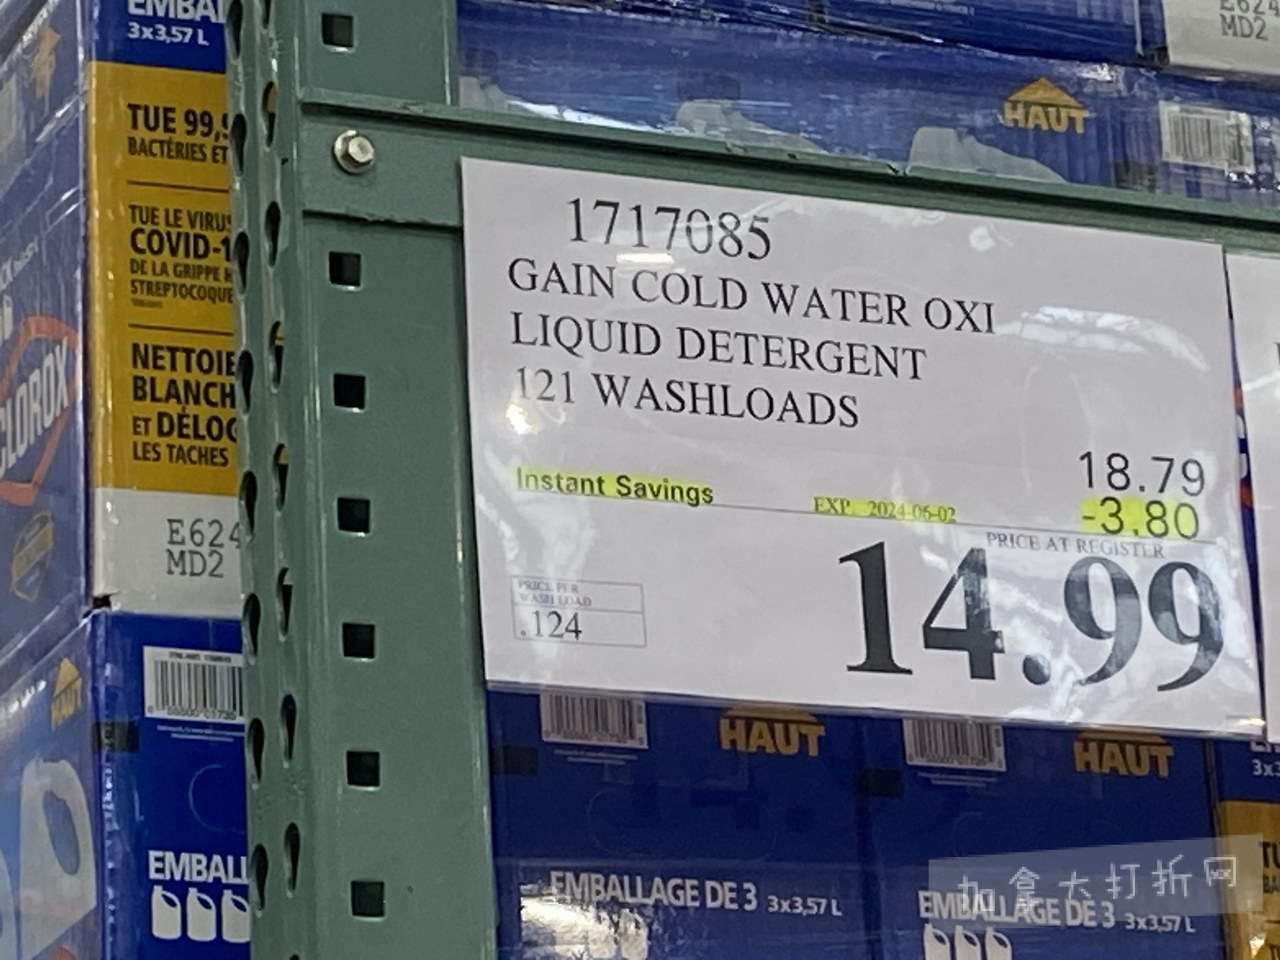 EMBAL
3x3,57 L
TUE 99,9
BACTÉRIES ET
TUE LE VIRUS
COVID-1
DE LA GRIPPE H
STREPTOCOQUE
NETTOIE
BLANCH
ET DÉLOG
LES TACHES
CLOROX
E624
MD2
HAUT
EMBALL
E624
MD2
HAUT
1717085
GAIN COLD WATER OXI
LIQUID DETERGENT
121 WASHLOADS
18.79
Instant Savings EXP. 2024-06-02 -3.80
PRICE AT REGISTER
14.99
PRICE PER
WASH LOAD
.124
HAUT
HAUT
EMBALLAGE DE 3 3x3,57 L
EMBALLAGE DE 3 3x3,57 L
加拿大打折网